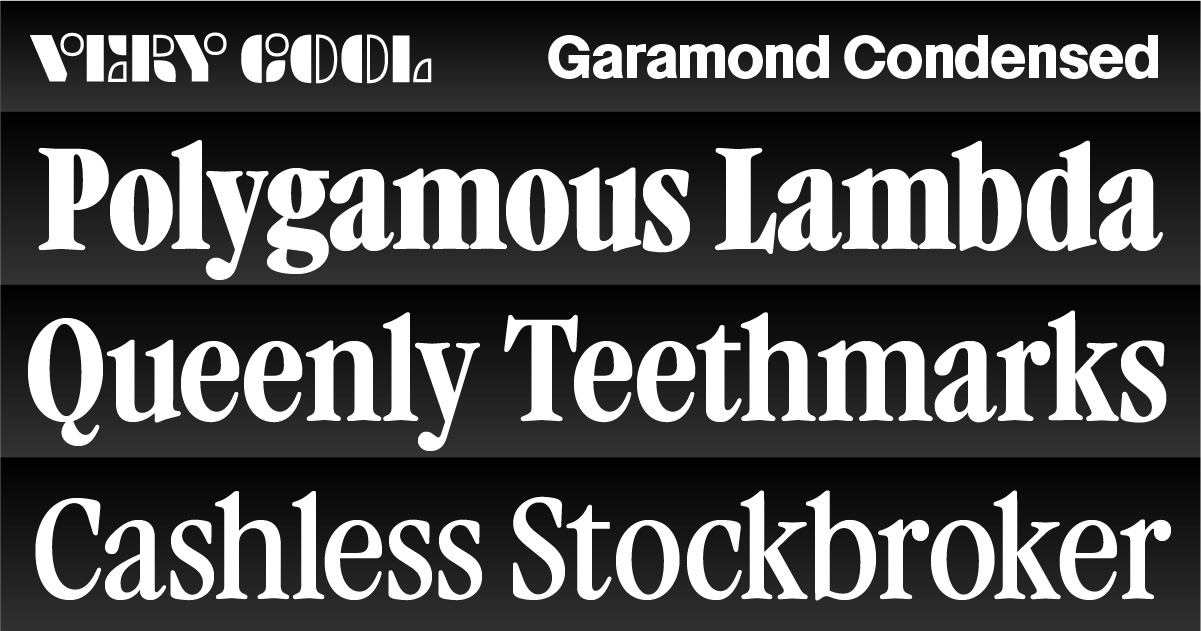 VERY COOL
Garamond Condensed
Polygamous Lambda
Queenly Teethmarks
Cashless Stockbroker